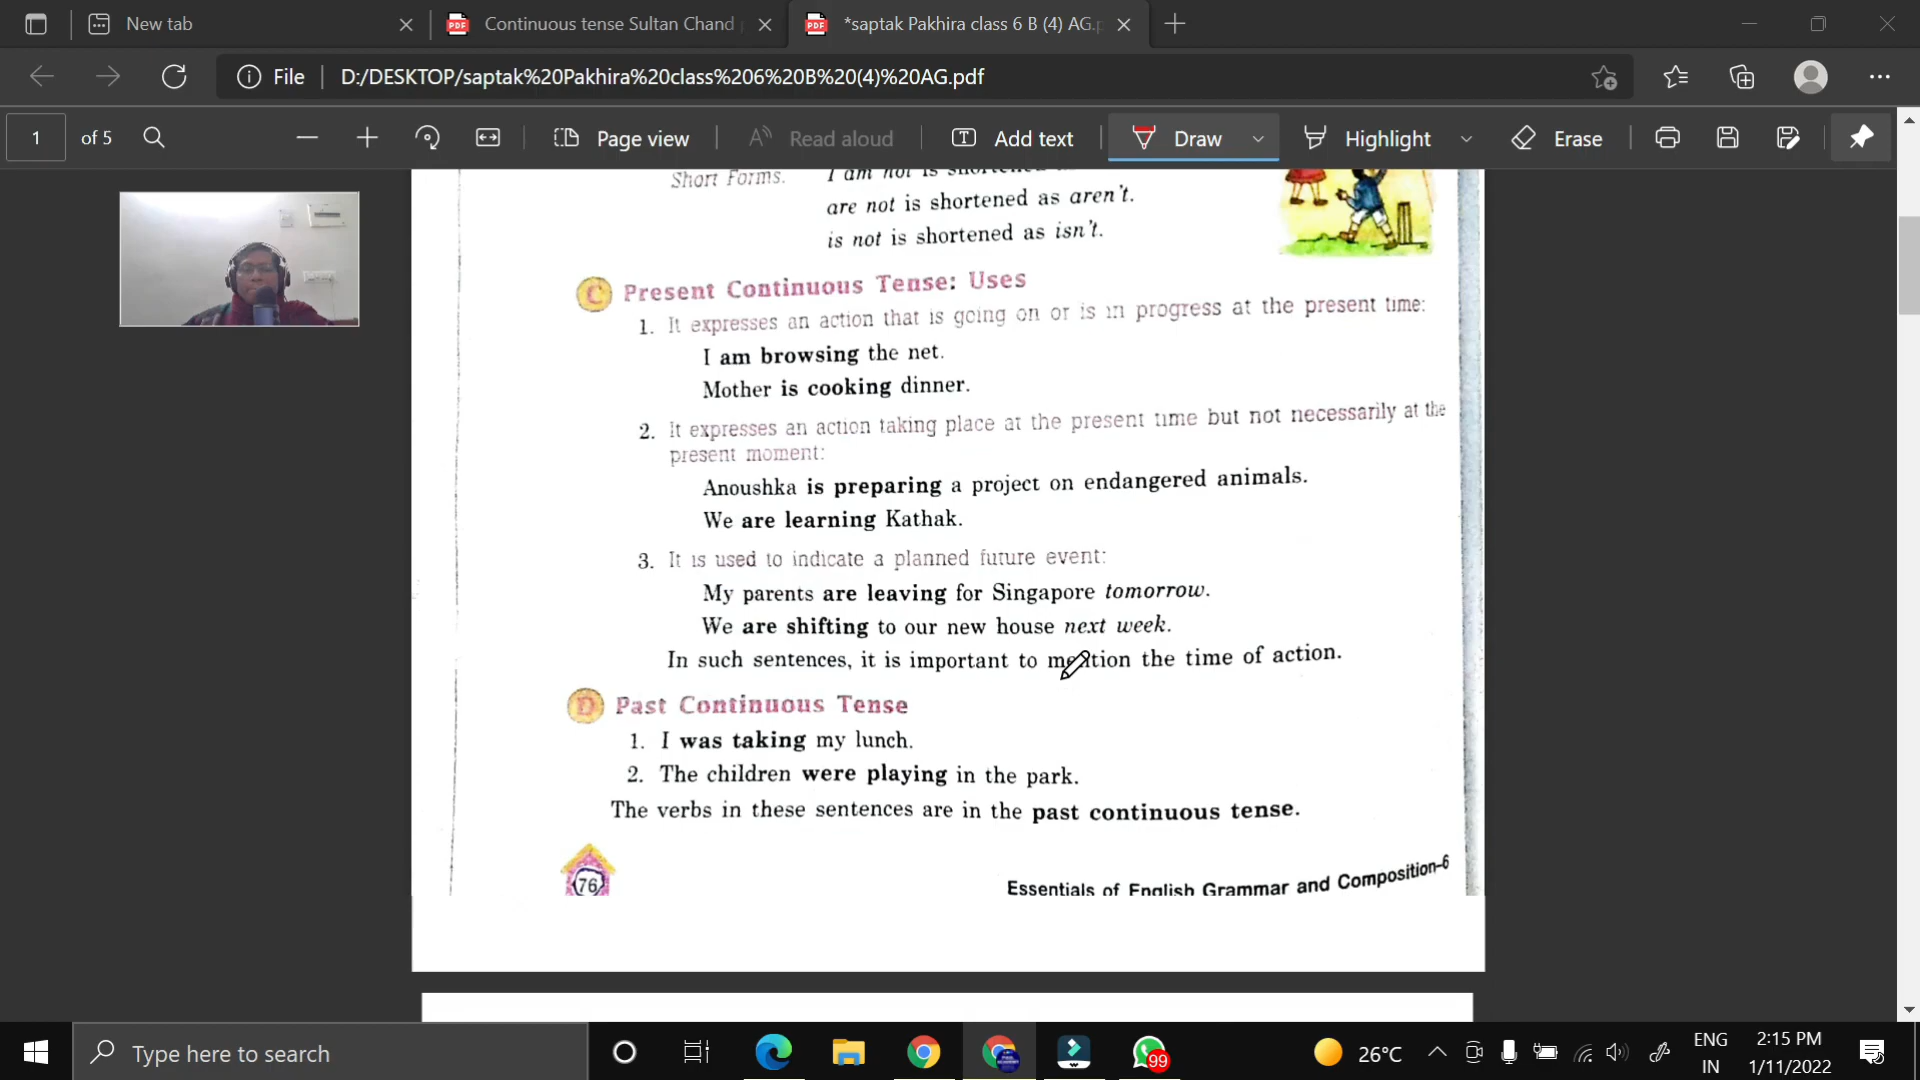 New tab
Continuous tense Sultan Chand
*saptak Pakhira class 6 B (4) AG.p
File
D:/DESKTOP/saptak%20Pakhira%20class%206%20B%20(4)%20AG.pdf
1 of 5
Page view
Read aloud
Add text
Draw
Highlight
Erase
Short Forms. I am not is shortened
are not is shortened as aren't.
is not is shortened as isn't.
C Present Continuous Tense: Uses
1. It expresses an action that is going on or is in progress at the present time:
I am browsing the net.
Mother is cooking dinner.
2. It expresses an action taking place at the present time but not necessarily at the
present moment:
Anoushka is preparing a project on endangered animals.
We are learning Kathak.
3. It is used to indicate a planned future event:
My parents are leaving for Singapore tomorrow.
We are shifting to our new house next week.
In such sentences, it is important to mention the time of action.
D Past Continuous Tense
1. I was taking my lunch.
2. The children were playing in the park.
The verbs in these sentences are in the past continuous tense.
76
Essentials of English Grammar and Composition-6
Type here to search
99
26°C
ENG
IN
2:15 PM
1/11/2022